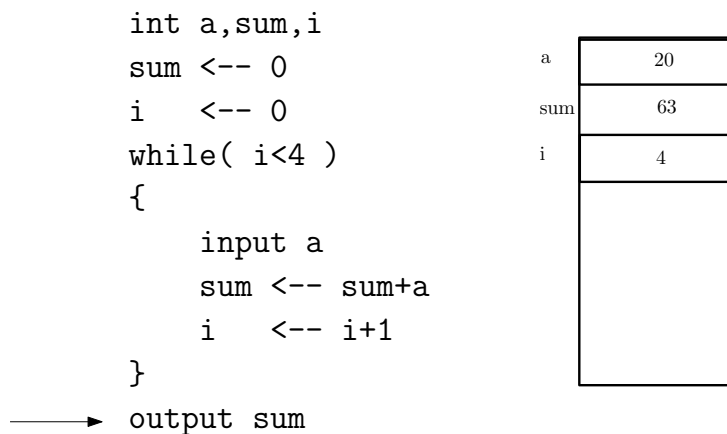 int a,sum,i
sum <-- 0
i <-- 0
while( i<4 )
{
input a
sum <-- sum+a
i <-- i+1
}
output sum
a 20
sum 63
i 4